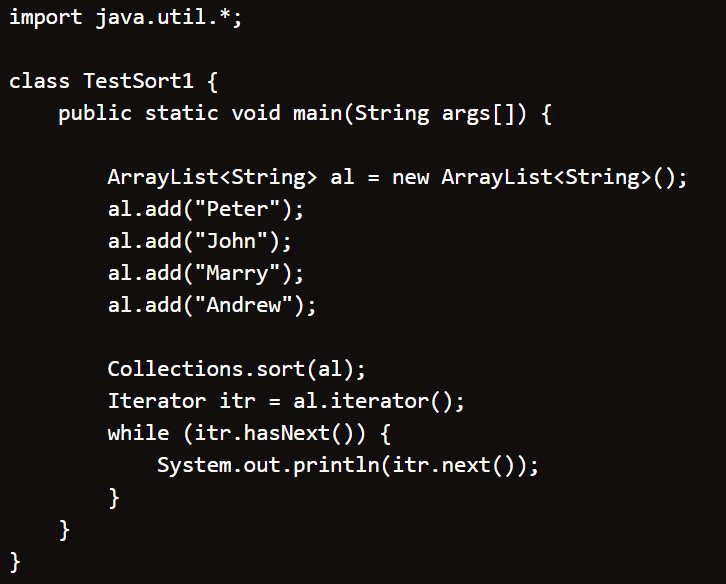 import java.util.*;
class TestSort1 {
public static void main(String args[]) {
ArrayList<String> al = new ArrayList<String>();
al.add("Peter");
al.add("John");
al.add("Marry");
al.add("Andrew");
Collections.sort(al);
Iterator itr = al.iterator();
while (itr.hasNext()) {
System.out.println(itr.next());
}
}
}